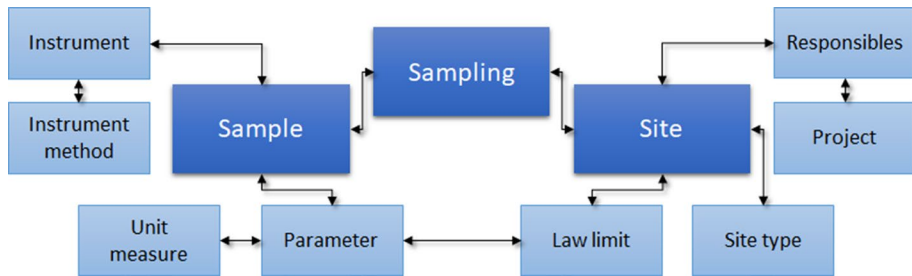 Instrument
Instrument
method
Sample
Sampling
Site
Responsibles
Project
Unit
measure
Parameter
Law limit
Site type